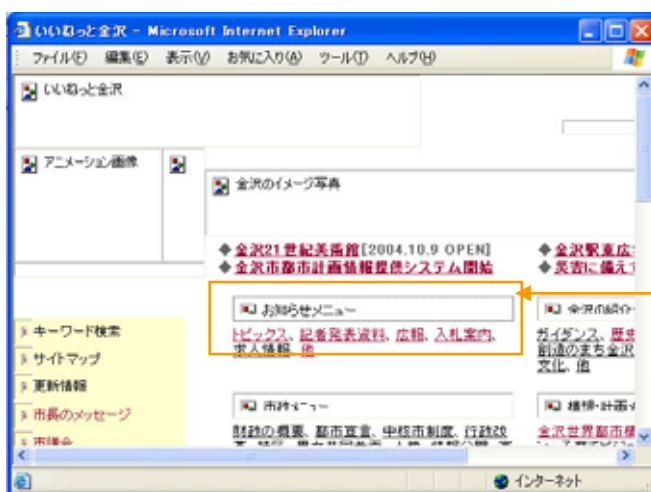 いいねっと金沢 - Microsoft Internet Explorer
ファイル(F) 編集(E) 表示(V) お気に入り(A) ツール(T) ヘルプ(H)
いいねっと金沢
アニメーション画像
金沢のイメージ写真
◆金沢21世紀美術館[2004.10.9 OPEN]
◆金沢市都市計画情報提供システム開始
◆金沢駅東広
◆災害に備え
お知らせメニュー
トピックス、記者発表資料、広報、入札案内、
求人情報、他
金沢の紹介
ガイダンス、歴史
創造のまち金沢
文化、他
キーワード検索
サイトマップ
更新情報
市長のメッセージ
市議会
市政メニュー
財政の概要、都市宣言、中核市制度、行政改
機構・計画
金沢世界都市構
インターネット